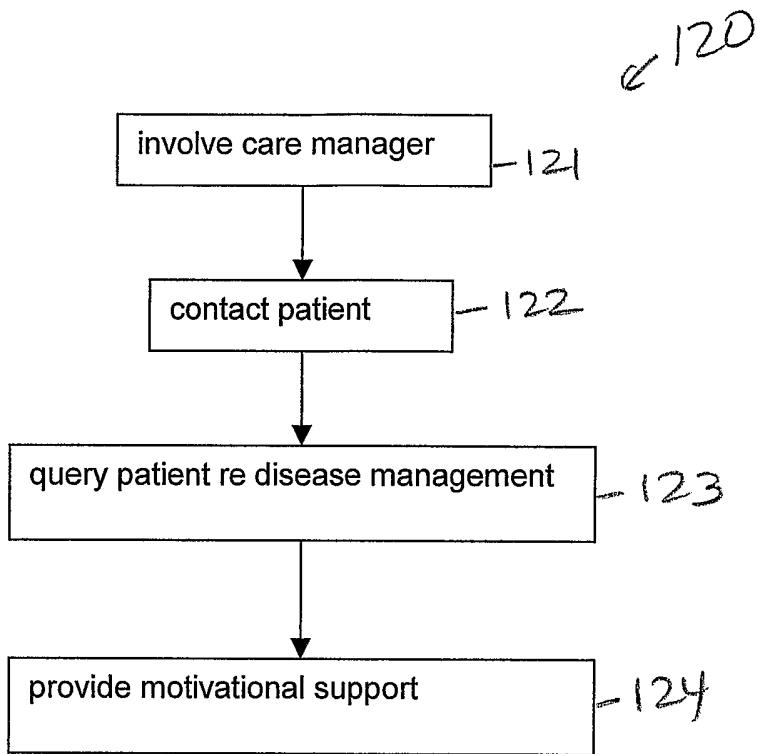 120
involve care manager
121
contact patient
122
query patient re disease management
123
provide motivational support
124